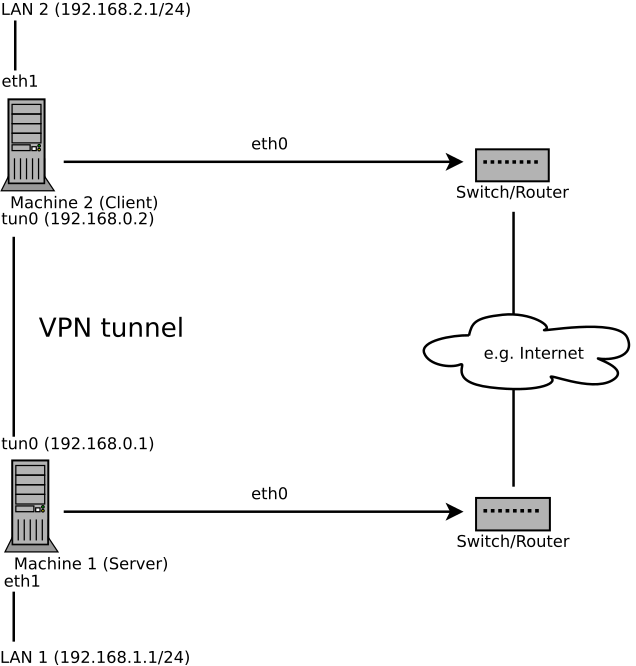 LAN 2 (192.168.2.1/24)
eth1
eth0
Switch/Router
Machine 2 (Client)
tun0 (192.168.0.2)
VPN tunnel
e.g. Internet
tun0 (192.168.0.1)
eth0
Switch/Router
Machine 1 (Server)
eth1
LAN 1 (192.168.1.1/24)